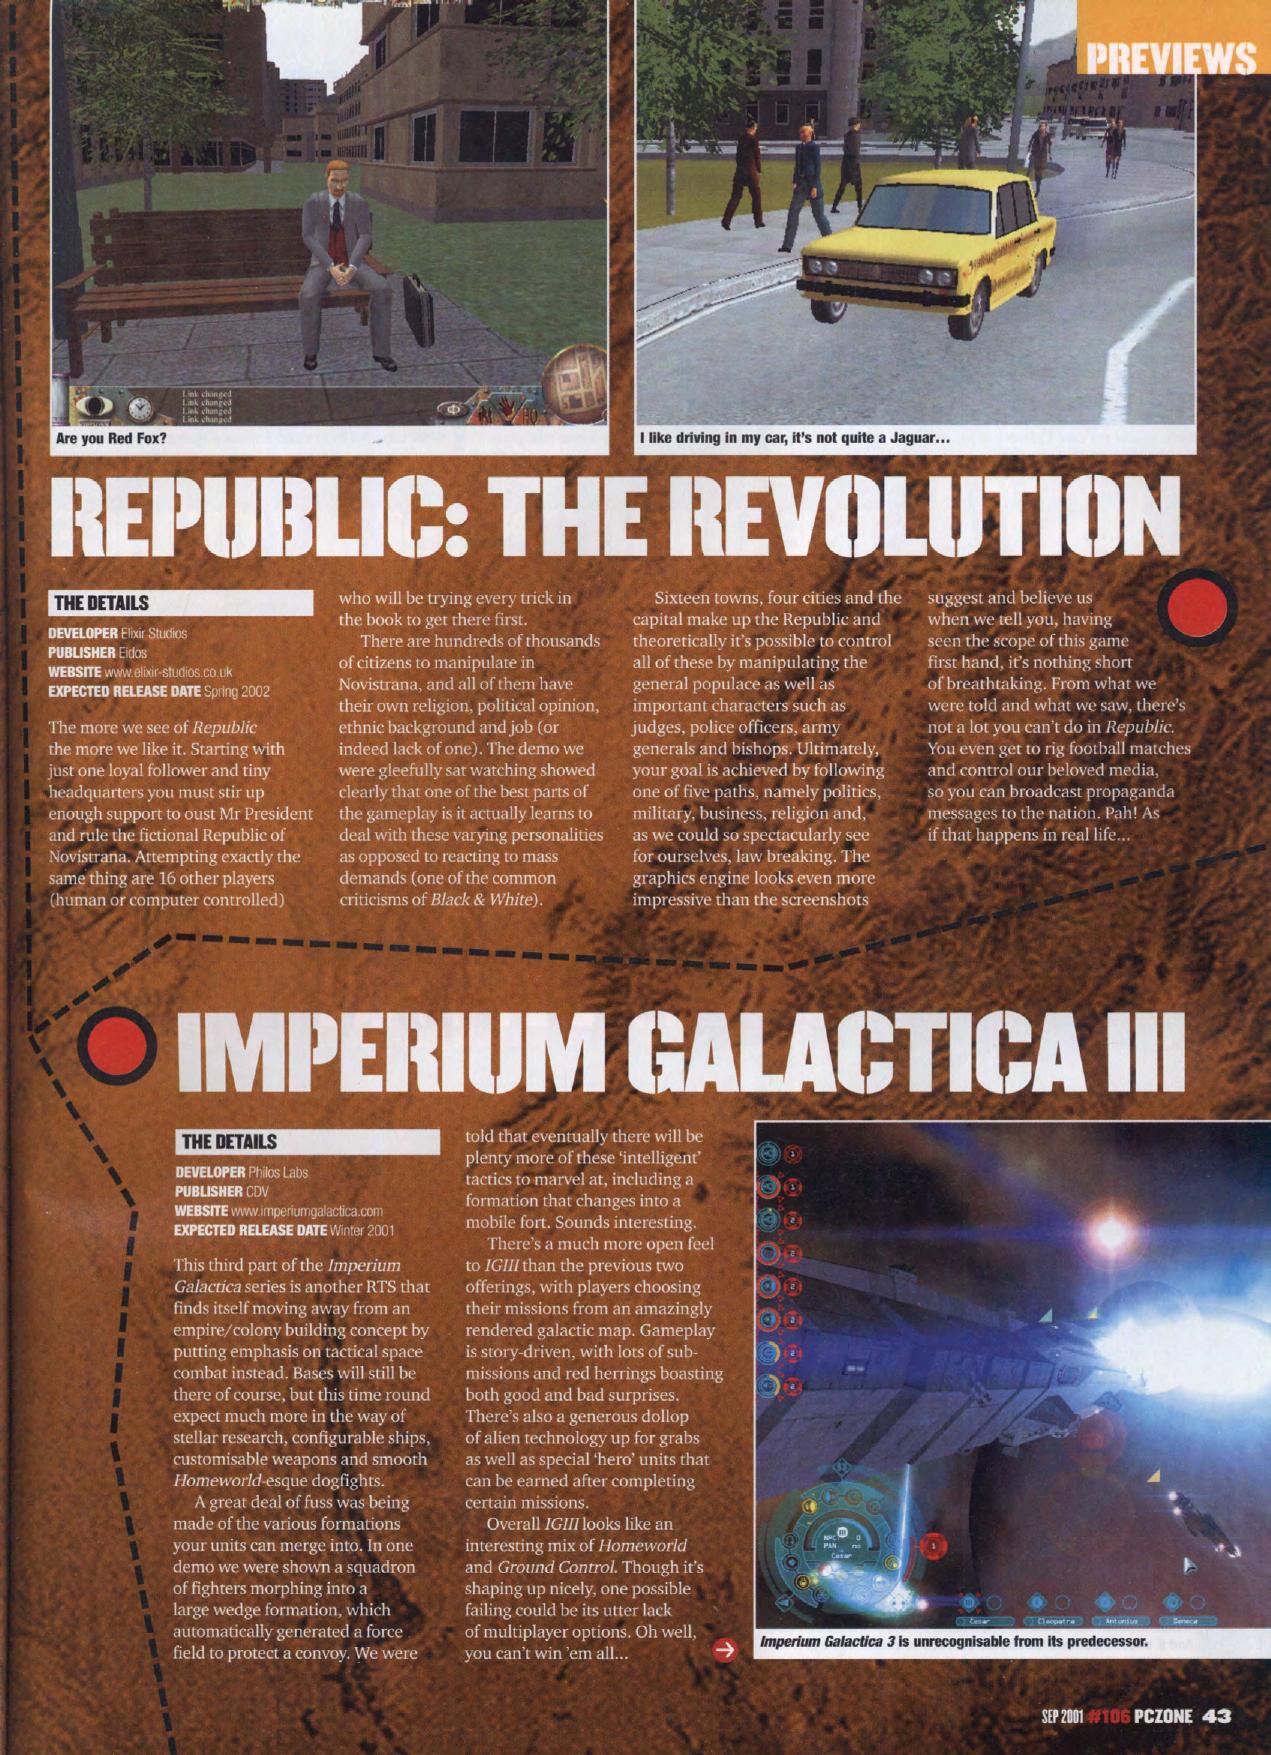 PREVIEWS
Link changed
Link changed
Link changed
Link changed
Are you Red Fox?
I like driving in my car, it's not quite a Jaguar...
REPUBLIC: THE REVOLUTION
THE DETAILS
DEVELOPER Elixir Studios
PUBLISHER Eidos
WEBSITE www.elixir-studios.co.uk
EXPECTED RELEASE DATE Spring 2002
The more we see of Republic
the more we like it. Starting with
just one loyal follower and tiny
headquarters you must stir up
enough support to oust Mr President
and rule the fictional Republic of
Novistrana. Attempting exactly the
same thing are 16 other players
(human or computer controlled)
who will be trying every trick in
the book to get there first.
There are hundreds of thousands
of citizens to manipulate in
Novistrana, and all of them have
their own religion, political opinion,
ethnic background and job (or
indeed lack of one). The demo we
were gleefully sat watching showed
clearly that one of the best parts of
the gameplay is it actually learns to
deal with these varying personalities
as opposed to reacting to mass
demands (one of the common
criticisms of Black & White).
Sixteen towns, four cities and the
capital make up the Republic and
theoretically it's possible to control
all of these by manipulating the
general populace as well as
important characters such as
judges, police officers, army
generals and bishops. Ultimately,
your goal is achieved by following
one of five paths, namely politics,
military, business, religion and,
as we could so spectacularly see
for ourselves, law breaking. The
graphics engine looks even more
impressive than the screenshots
suggest and believe us
when we tell you, having
seen the scope of this game
first hand, it's nothing short
of breathtaking. From what we
were told and what we saw, there's
not a lot you can't do in Republic.
You even get to rig football matches
and control our beloved media,
so you can broadcast propaganda
messages to the nation. Pah! As
if that happens in real life...
IMPERIUM GALACTICA III
THE DETAILS
DEVELOPER Philos Labs
PUBLISHER CDV
WEBSITE www.imperiumgalactica.com
EXPECTED RELEASE DATE Winter 2001
This third part of the Imperium
Galactica series is another RTS that
finds itself moving away from an
empire/colony building concept by
putting emphasis on tactical space
combat instead. Bases will still be
there of course, but this time round
expect much more in the way of
stellar research, configurable ships,
customisable weapons and smooth
Homeworld-esque dogfights.
A great deal of fuss was being
made of the various formations
your units can merge into. In one
demo we were shown a squadron
of fighters morphing into a
large wedge formation, which
automatically generated a force
field to protect a convoy. We were
told that eventually there will be
plenty more of these 'intelligent'
tactics to marvel at, including a
formation that changes into a
mobile fort. Sounds interesting.
There's a much more open feel
to IGIII than the previous two
offerings, with players choosing
their missions from an amazingly
rendered galactic map. Gameplay
is story-driven, with lots of sub-
missions and red herrings boasting
both good and bad surprises.
There's also a generous dollop
of alien technology up for grabs
as well as special 'hero' units that
can be earned after completing
certain missions.
Overall IGIII looks like an
interesting mix of Homeworld
and Ground Control. Though it's
shaping up nicely, one possible
failing could be its utter lack
of multiplayer options. Oh well,
you can't win 'em all...
Cesar
Cesar Cleopatra Antonius Seneca
Imperium Galactica 3 is unrecognisable from its predecessor.
SEP 2001 #106 PCZONE 43